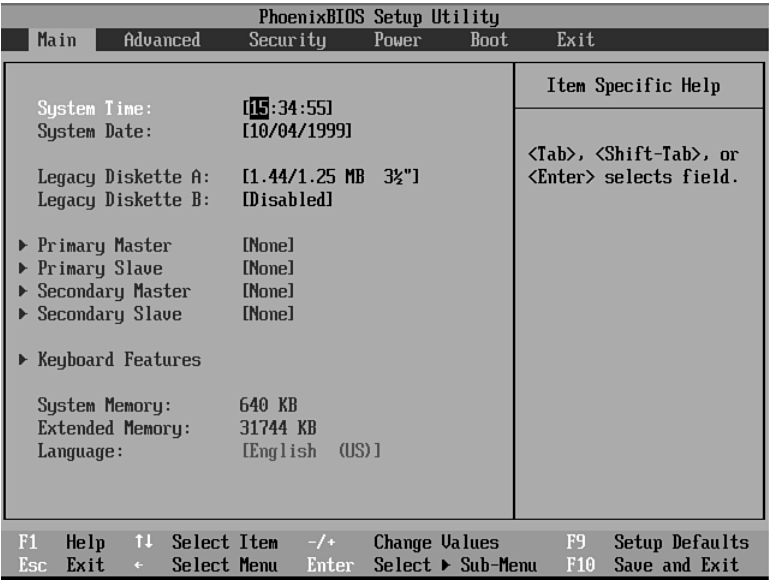 PhoenixBIOS Setup Utility
Main Advanced Security Power Boot Exit
Item Specific Help
System Time: [15:34:55]
System Date: [10/04/1999]
<Tab>, <Shift-Tab>, or
<Enter> selects field.
Legacy Diskette A: [1.44/1.25 MB 3½"]
Legacy Diskette B: [Disabled]
▶ Primary Master [None]
▶ Primary Slave [None]
▶ Secondary Master [None]
▶ Secondary Slave [None]
▶ Keyboard Features
System Memory: 640 KB
Extended Memory: 31744 KB
Language: [English (US)]
F1 Help ↑↓ Select Item -/+ Change Values F9 Setup Defaults
Esc Exit ← Select Menu Enter Select ▶ Sub-Menu F10 Save and Exit